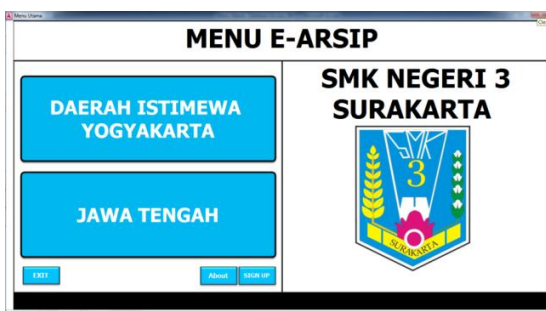 Menu Utama
MENU E-ARSIP
DAERAH ISTIMEWA
YOGYAKARTA
JAWA TENGAH
EXIT
About
SIGN UP
SMK NEGERI 3
SURAKARTA
SMK
3
SURAKARTA